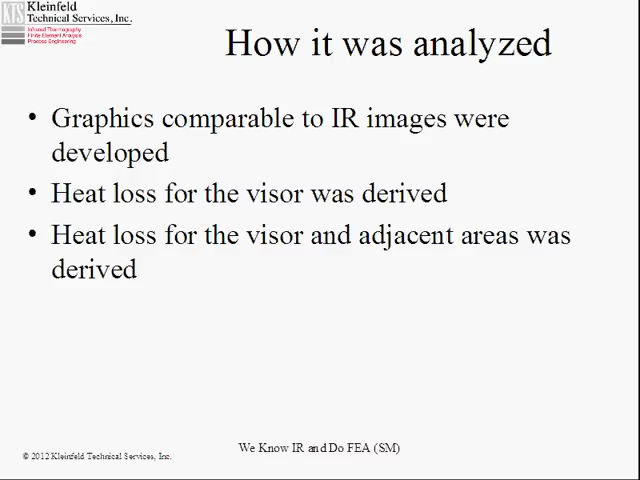 KTS
Kleinfeld
Technical Services, Inc.
Infrared Thermography
Finite Element Analysis
Process Engineering
How it was analyzed
• Graphics comparable to IR images were
developed
• Heat loss for the visor was derived
• Heat loss for the visor and adjacent areas was
derived
We Know IR and Do FEA (SM)
© 2012 Kleinfeld Technical Services, Inc.